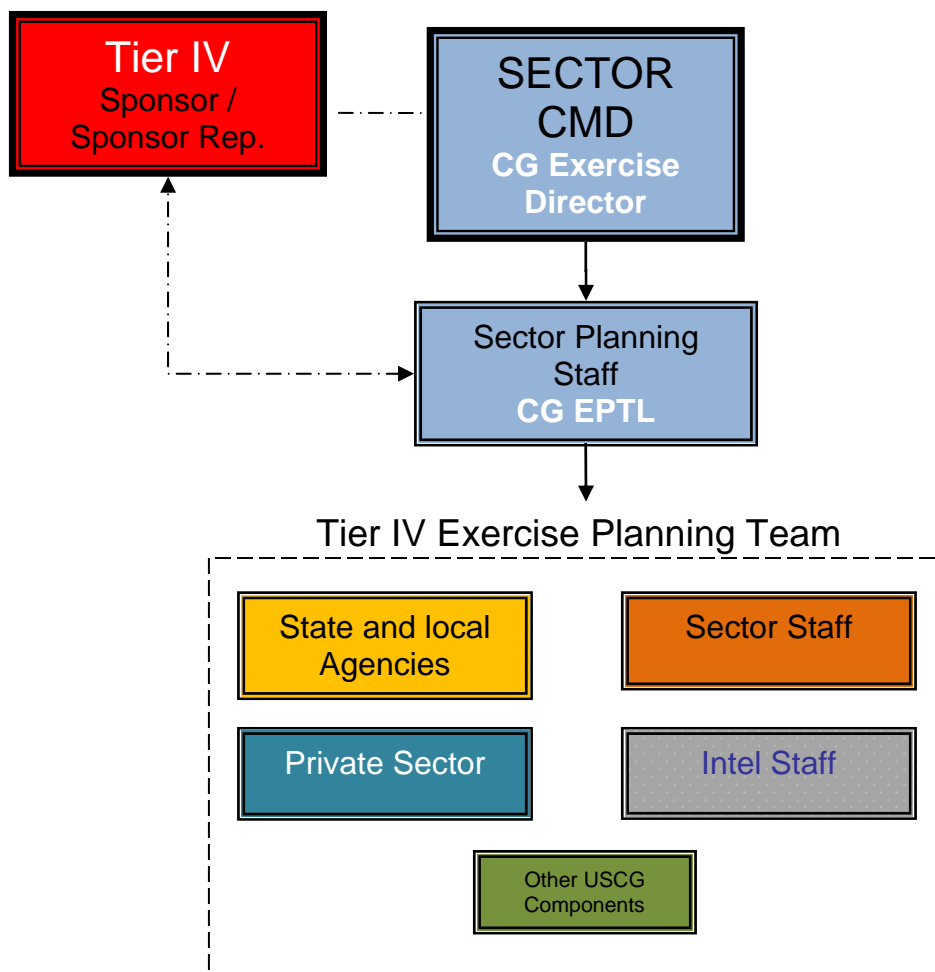 Tier IV
Sponsor /
Sponsor Rep.
SECTOR
CMD
CG Exercise
Director
Sector Planning
Staff
CG EPTL
Tier IV Exercise Planning Team
State and local
Agencies
Sector Staff
Private Sector
Intel Staff
Other USCG
Components